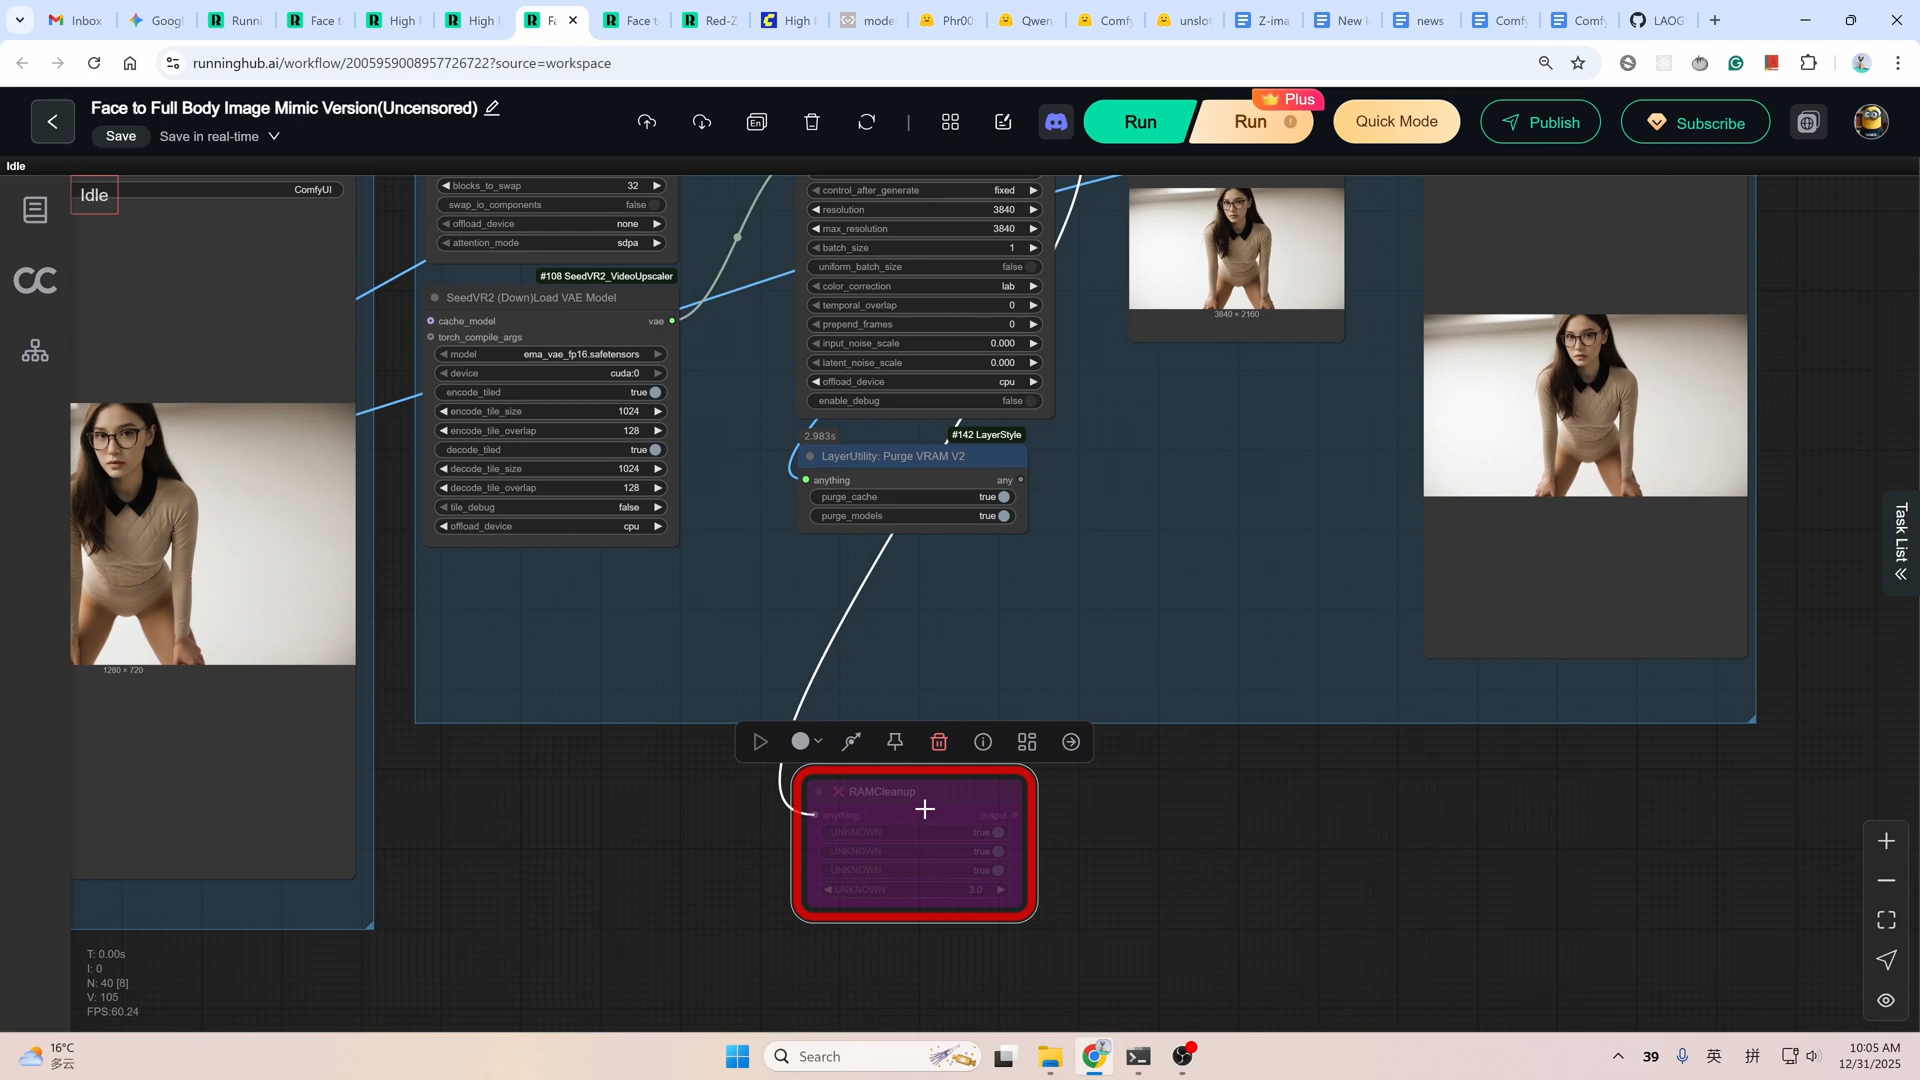 Inbox
Googl
Runni
Face t
High
High
Fa
Face to
Red-Z
High
mode
Phr00
Qwen
Comfy
unslot
Z-ima
New l
news
Comfy
Comfy
LAOG
runninghub.ai/workflow/2005959008957726722?source=workspace
Face to Full Body Image Mimic Version(Uncensored)
Save
Save in real-time
En
Run
Run
Plus
Quick Mode
Publish
Subscribe
Idle
Idle
ComfyUI
blocks_to_swap 32
swap_io_components false
offload_device none
attention_mode sdpa
#108 SeedVR2_VideoUpscaler
SeedVR2 (Down)Load VAE Model
cache_model vae
torch_compile_args
model ema_vae_fp16.safetensors
device cuda:0
encode_tiled true
encode_tile_size 1024
encode_tile_overlap 128
decode_tiled true
decode_tile_size 1024
decode_tile_overlap 128
tile_debug false
offload_device cpu
control_after_generate fixed
resolution 3840
max_resolution 3840
batch_size 1
uniform_batch_size false
color_correction lab
temporal_overlap 0
prepend_frames 0
input_noise_scale 0.000
latent_noise_scale 0.000
offload_device cpu
enable_debug false
2.983s
#142 LayerStyle
LayerUtility: Purge VRAM V2
anything any
purge_cache true
purge_models true
3840 × 2160
1280 × 720
RAMCleanup
anything output
UNKNOWN true
UNKNOWN true
UNKNOWN true
UNKNOWN 3.0
Task List
T: 0.00s
I: 0
N: 40 [8]
V: 105
FPS:60.24
16°C
多云
Search
39
英
拼
10:05 AM
12/31/2025